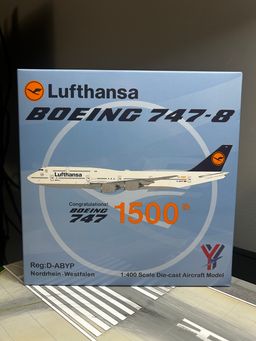 Lufthansa
BOEING 747-8
Lufthansa
Congratulations!
BOEING
747
1500th
Reg:D-ABYP
Nordrhein-Westfalen
1:400 Scale Die-cast Aircraft Model